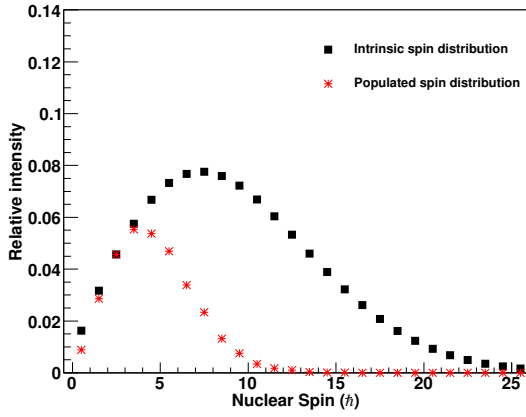 0.14
0.12
0.1
0.08
0.06
0.04
0.02
0
Relative intensity
Intrinsic spin distribution
Populated spin distribution
0 5 10 15 20 25
Nuclear Spin (ℏ)